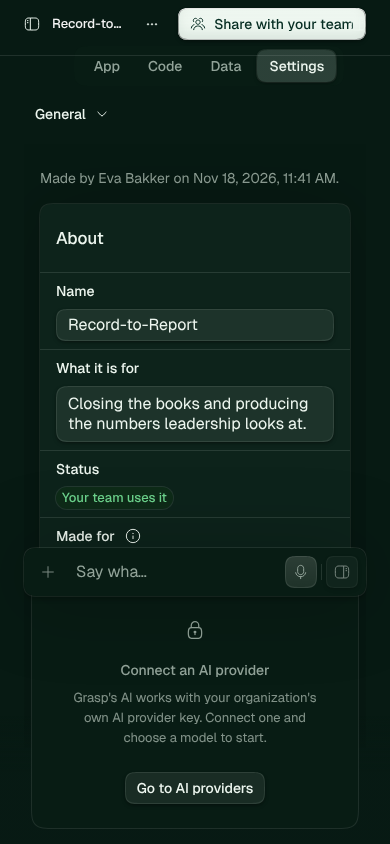 Record-to...
Share with your team
App
Code
Data
Settings
General
Made by Eva Bakker on Nov 18, 2026, 11:41 AM.
About
Name
Record-to-Report
What it is for
Closing the books and producing
the numbers leadership looks at.
Status
Your team uses it
Made for
Say wha...
Connect an AI provider
Grasp's AI works with your organization's
own AI provider key. Connect one and
choose a model to start.
Go to AI providers